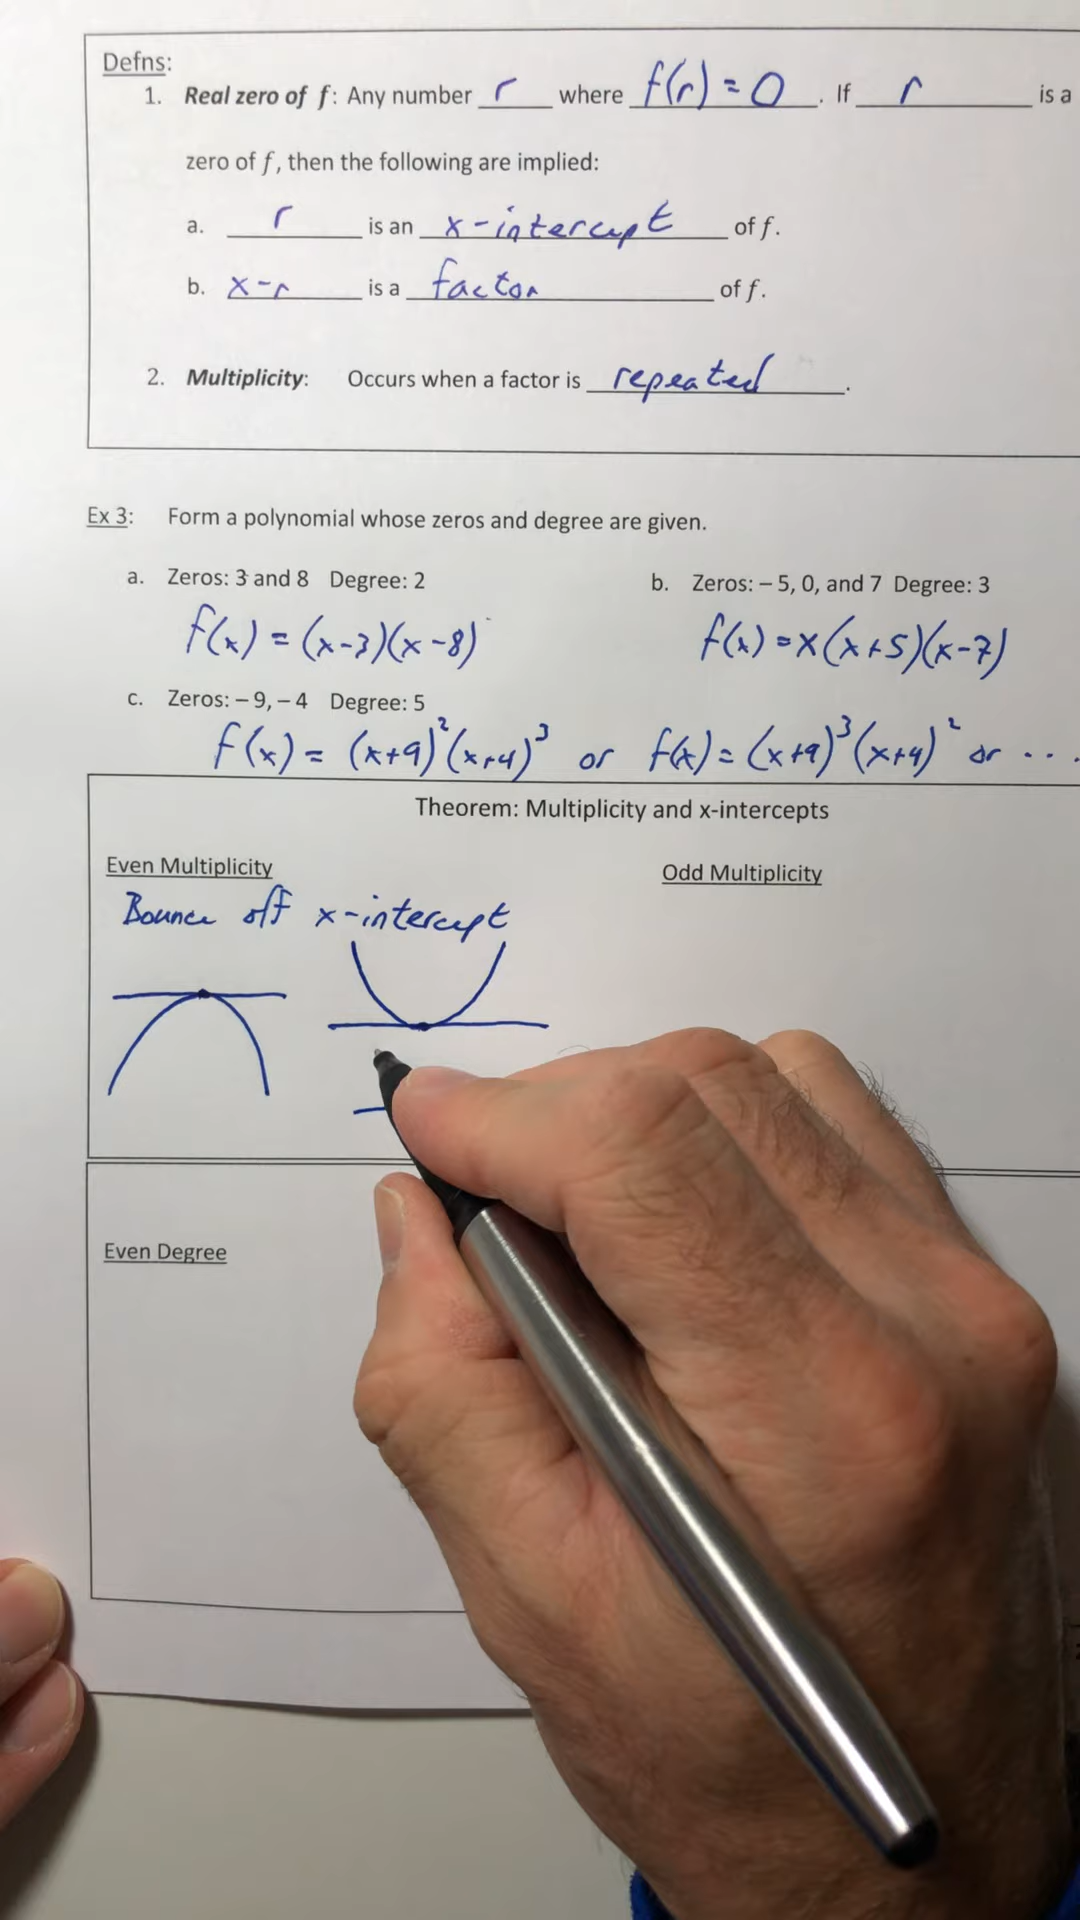 Defns:
1. Real zero of f: Any number r where f(r) = 0. If r is a
zero of f, then the following are implied:
a. r is an x-intercept of f.
b. x-r is a factor of f.
2. Multiplicity: Occurs when a factor is repeated.
Ex 3: Form a polynomial whose zeros and degree are given.
a. Zeros: 3 and 8 Degree: 2
b. Zeros: – 5, 0, and 7 Degree: 3
f(x) = (x-3)(x-8)
f(x) = x(x+5)(x-7)
c. Zeros: – 9, – 4 Degree: 5
f(x) = (x+9)²(x+4)³ or f(x) = (x+9)³(x+4)² or ...
Theorem: Multiplicity and x-intercepts
Even Multiplicity
Odd Multiplicity
Bounce off x-intercept
Even Degree